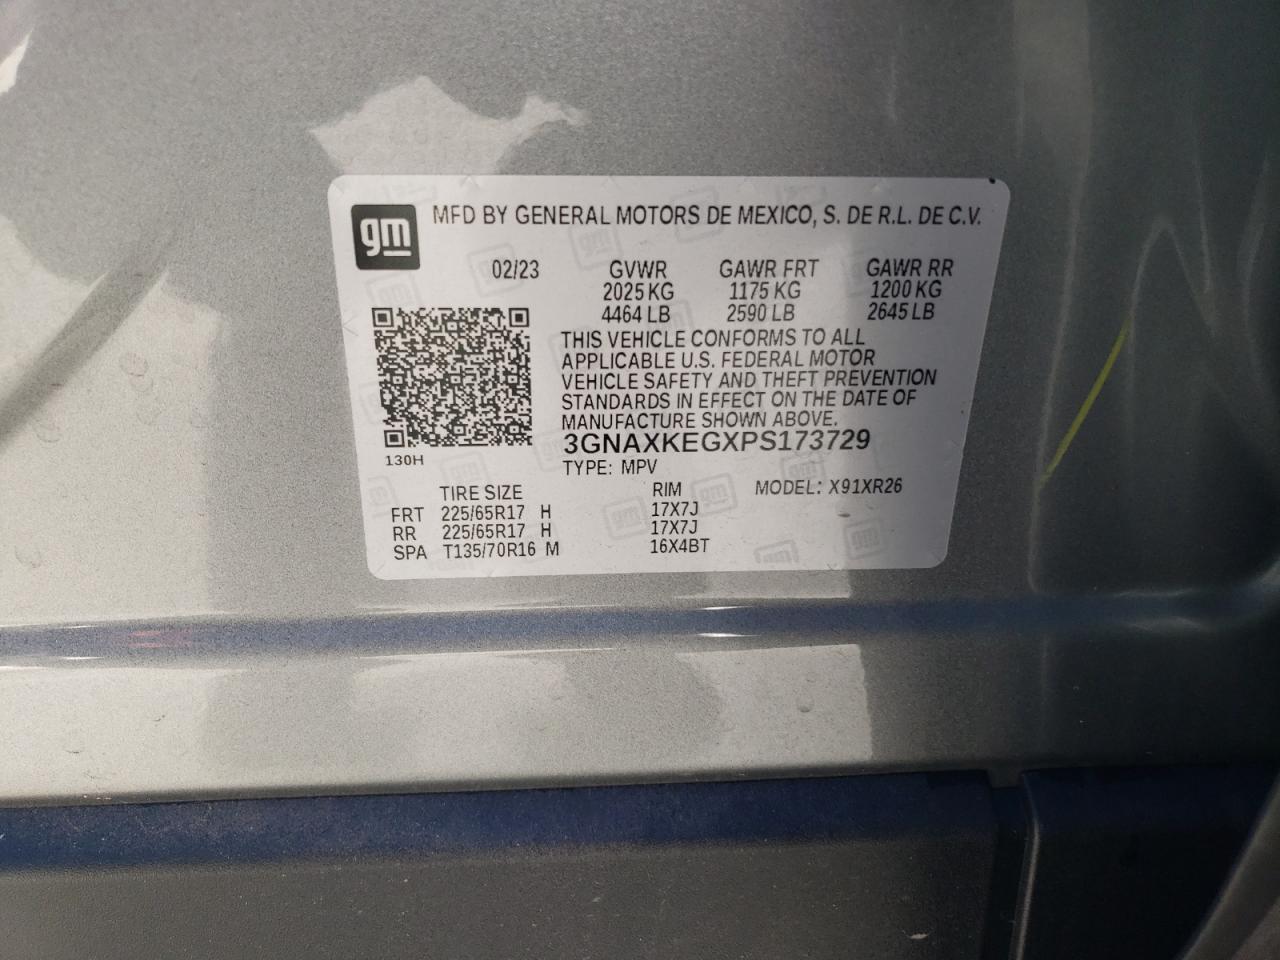 gm MFD BY GENERAL MOTORS DE MEXICO, S. DE R.L. DE C.V.
02/23 GVWR GAWR FRT GAWR RR
2025 KG 1175 KG 1200 KG
4464 LB 2590 LB 2645 LB
THIS VEHICLE CONFORMS TO ALL
APPLICABLE U.S. FEDERAL MOTOR
VEHICLE SAFETY AND THEFT PREVENTION
STANDARDS IN EFFECT ON THE DATE OF
MANUFACTURE SHOWN ABOVE.
3GNAXKEGXPS173729
130H TYPE: MPV
TIRE SIZE RIM MODEL: X91XR26
FRT 225/65R17 H 17X7J
RR 225/65R17 H 17X7J
SPA T135/70R16 M 16X4BT